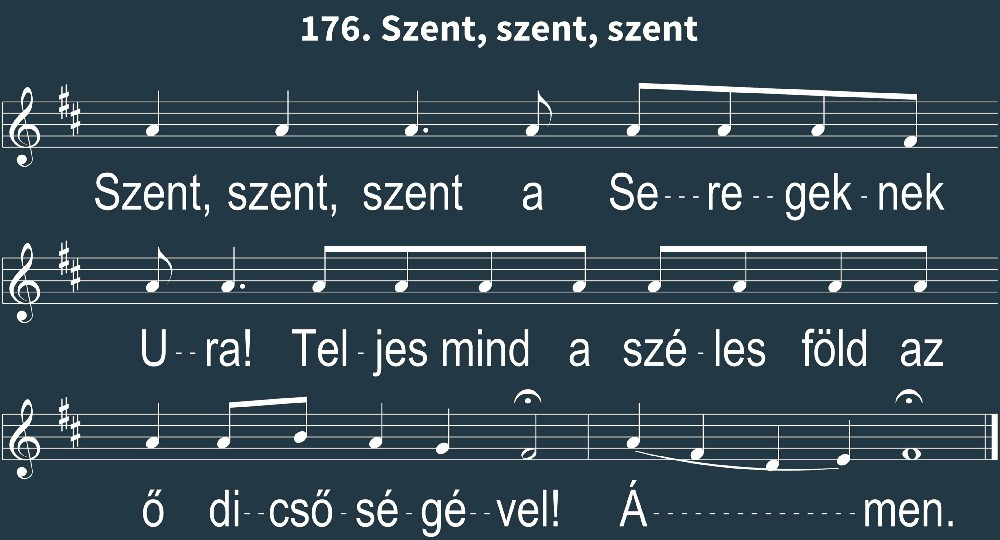 176. Szent, szent, szent
Szent, szent, szent a Se---re--gek-nek
U--ra! Tel-jes mind a szé-les föld az
ő di--cső-sé-gé--vel! Á--------------men.